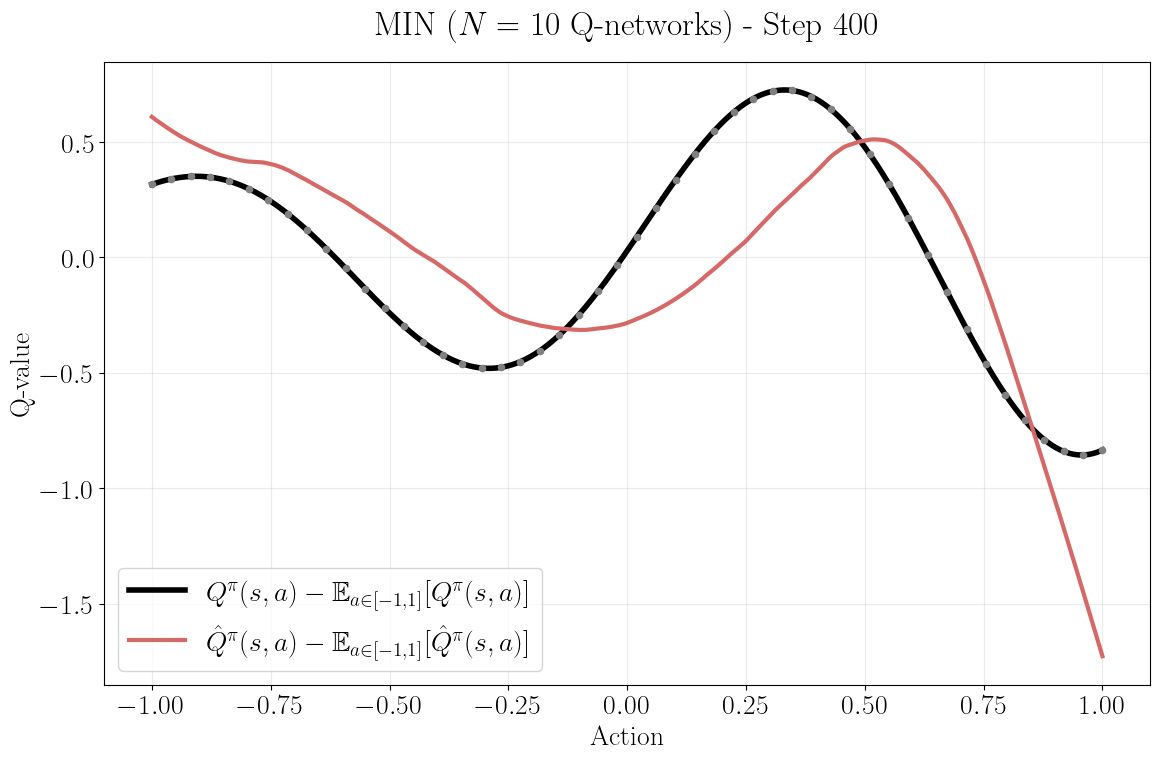 MIN (N = 10 Q-networks) - Step 400
Q-value
0.5
0.0
−0.5
−1.0
−1.5
Q^π(s, a) − 𝔼_{a∈[−1,1]}[Q^π(s, a)]
Q̂^π(s, a) − 𝔼_{a∈[−1,1]}[Q̂^π(s, a)]
−1.00 −0.75 −0.50 −0.25 0.00 0.25 0.50 0.75 1.00
Action